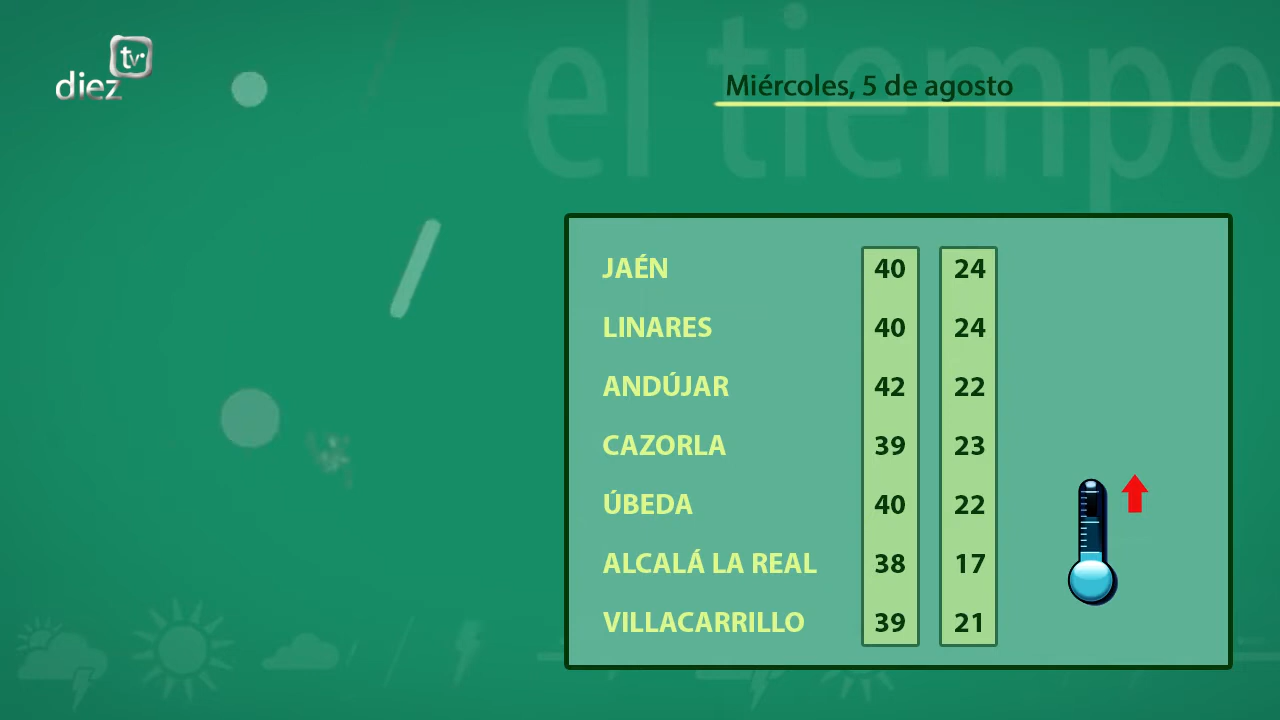 diez tv
el tiempo
Miércoles, 5 de agosto
JAÉN 40 24
LINARES 40 24
ANDÚJAR 42 22
CAZORLA 39 23
ÚBEDA 40 22
ALCALÁ LA REAL 38 17
VILLACARRILLO 39 21